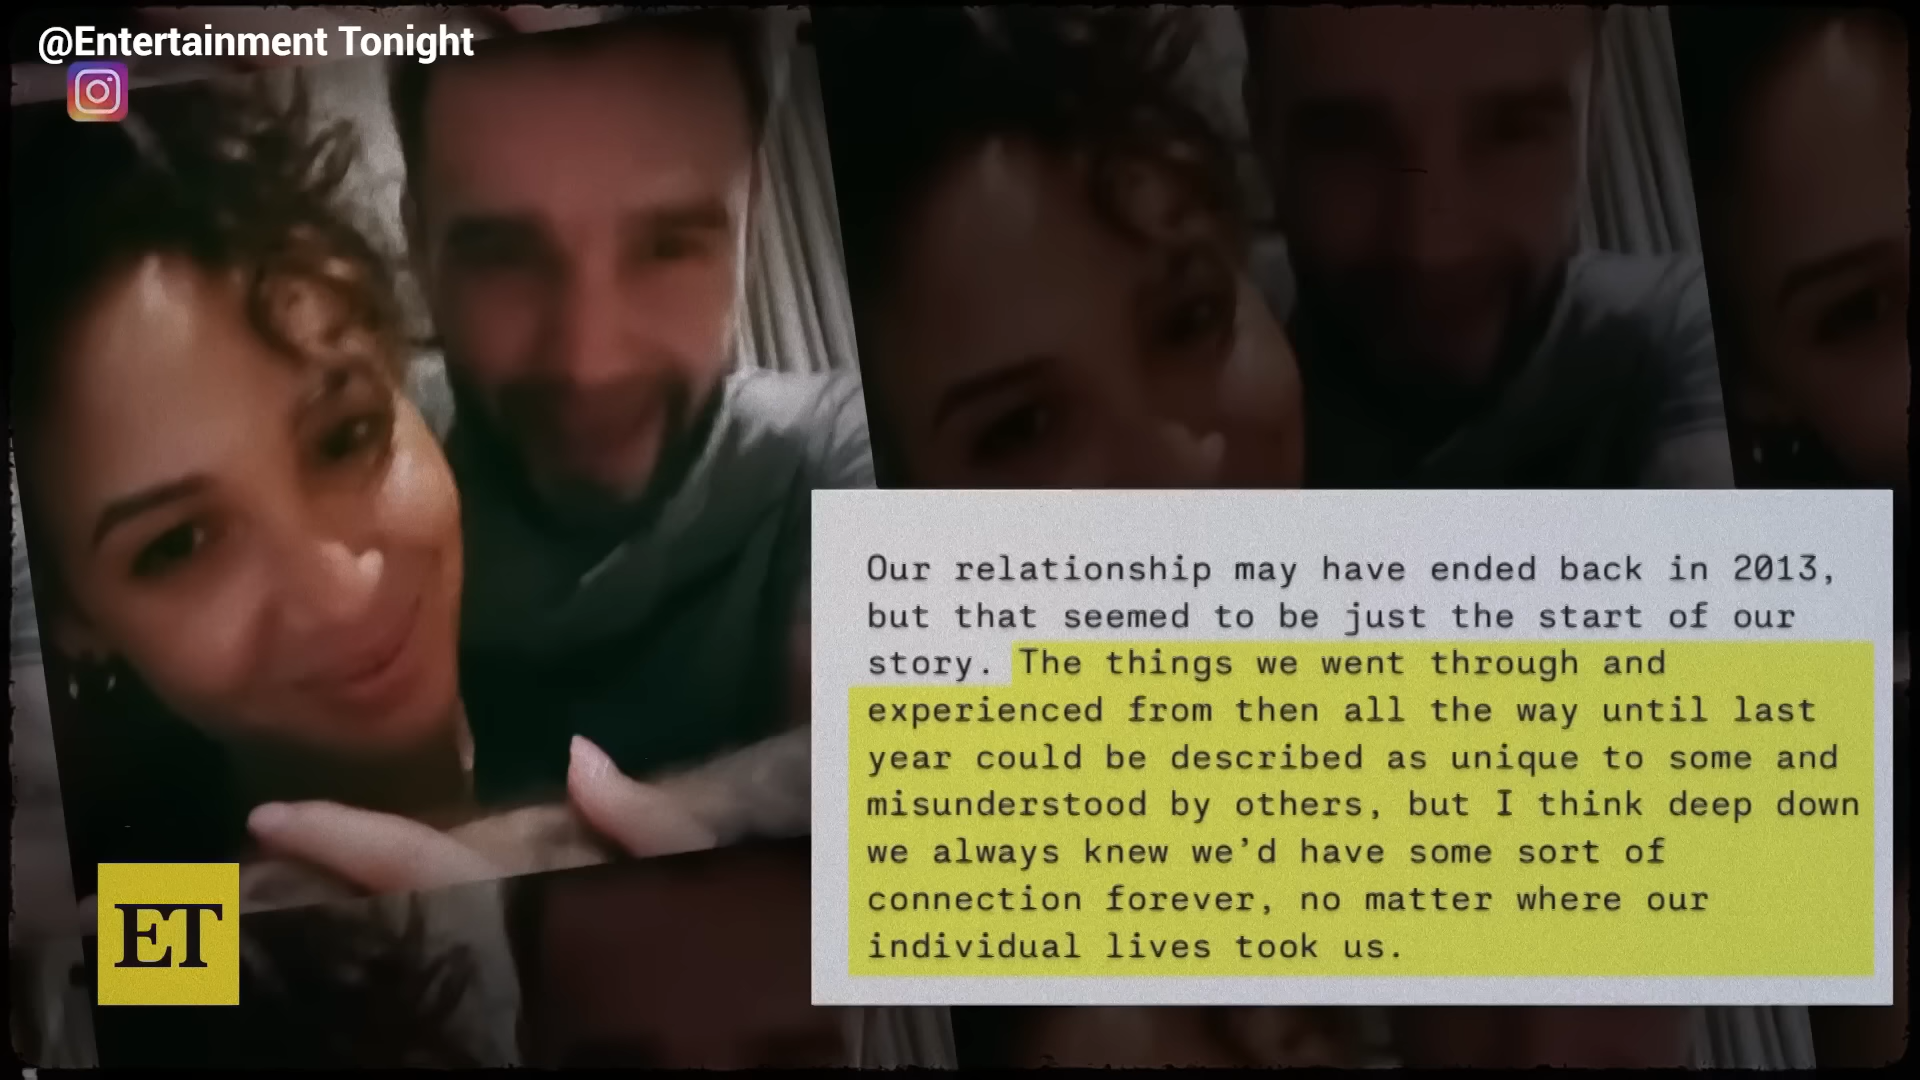 @Entertainment Tonight
Our relationship may have ended back in 2013,
but that seemed to be just the start of our
story. The things we went through and
experienced from then all the way until last
year could be described as unique to some and
misunderstood by others, but I think deep down
we always knew we’d have some sort of
connection forever, no matter where our
individual lives took us.
ET